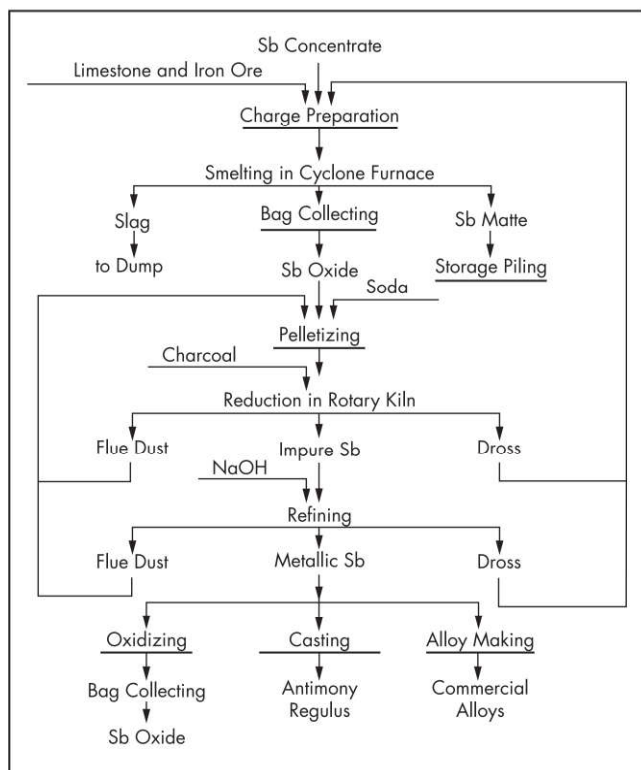 Sb Concentrate
Limestone and Iron Ore
Charge Preparation
Smelting in Cyclone Furnace
Slag
Bag Collecting
Sb Matte
to Dump
Sb Oxide
Storage Piling
Soda
Pelletizing
Charcoal
Reduction in Rotary Kiln
Flue Dust
Impure Sb
Dross
NaOH
Refining
Flue Dust
Metallic Sb
Dross
Oxidizing
Casting
Alloy Making
Bag Collecting
Antimony
Regulus
Commercial
Alloys
Sb Oxide